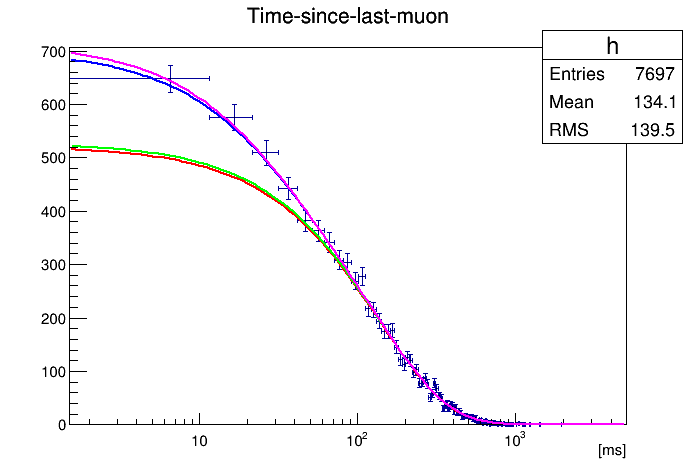 Time-since-last-muon
h
Entries 7697
Mean 134.1
RMS 139.5
700
600
500
400
300
200
100
0
10
10²
10³
[ms]